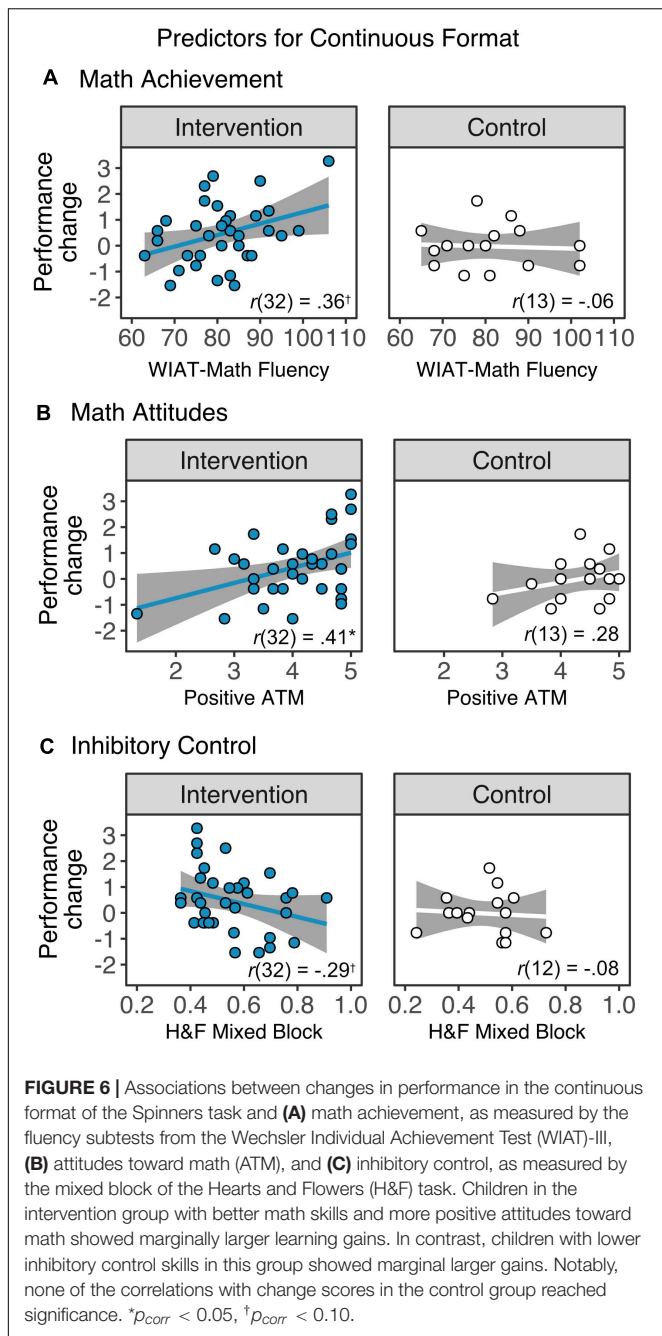 Predictors for Continuous Format
A Math Achievement
Intervention Control
Performance change
3
2
1
0
-1
-2
r(32) = .36† r(13) = -.06
60 70 80 90 100 110 60 70 80 90 100 110
WIAT-Math Fluency WIAT-Math Fluency
B Math Attitudes
Intervention Control
Performance change
3
2
1
0
-1
-2
r(32) = .41* r(13) = .28
2 3 4 5 2 3 4 5
Positive ATM Positive ATM
C Inhibitory Control
Intervention Control
Performance change
3
2
1
0
-1
-2
r(32) = -.29† r(12) = -.08
0.2 0.4 0.6 0.8 1.0 0.2 0.4 0.6 0.8 1.0
H&F Mixed Block H&F Mixed Block
FIGURE 6 | Associations between changes in performance in the continuous
format of the Spinners task and (A) math achievement, as measured by the
fluency subtests from the Wechsler Individual Achievement Test (WIAT)-III,
(B) attitudes toward math (ATM), and (C) inhibitory control, as measured by
the mixed block of the Hearts and Flowers (H&F) task. Children in the
intervention group with better math skills and more positive attitudes toward
math showed marginally larger learning gains. In contrast, children with lower
inhibitory control skills in this group showed marginal larger gains. Notably,
none of the correlations with change scores in the control group reached
significance. *pcorr < 0.05, †pcorr < 0.10.